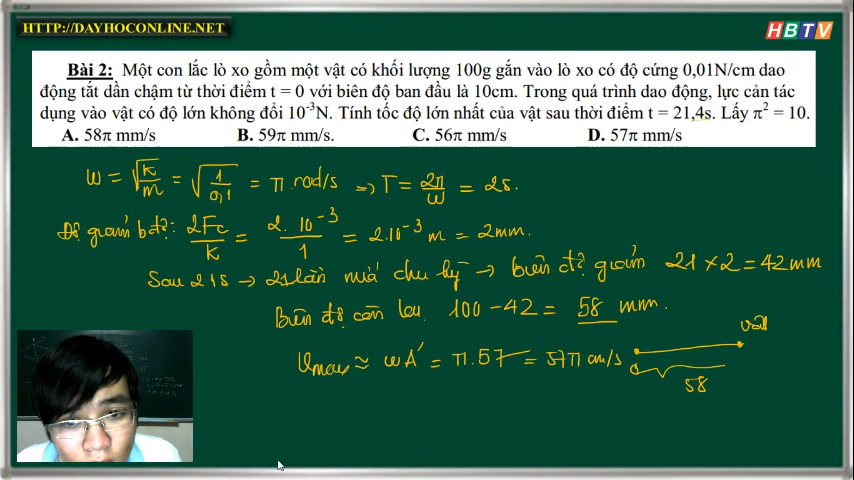 HTTP://DAYHOCONLINE.NET
HBTV
Bài 2: Một con lắc lò xo gồm một vật có khối lượng 100g gắn vào lò xo có độ cứng 0,01N/cm dao
động tắt dần chậm từ thời điểm t = 0 với biên độ ban đầu là 10cm. Trong quá trình dao động, lực cản tác
dụng vào vật có độ lớn không đổi 10⁻³N. Tính tốc độ lớn nhất của vật sau thời điểm t = 21,4s. Lấy π² = 10.
A. 58π mm/s B. 59π mm/s C. 56π mm/s D. 57π mm/s
ω = √(k/m) = √(1/0,1) = π rad/s => T = 2π/ω = 2s.
Độ giảm bđ: 2Fc/k = 2.10⁻³/1 = 2.10⁻³ m = 2mm.
Sau 21s → 21 lần nửa chu kỳ → biên độ giảm 21×2=42mm
Biên độ còn lại 100-42 = 58 mm.
vmax ≈ ωA' = π.57 = 57π cm/s
vật
58